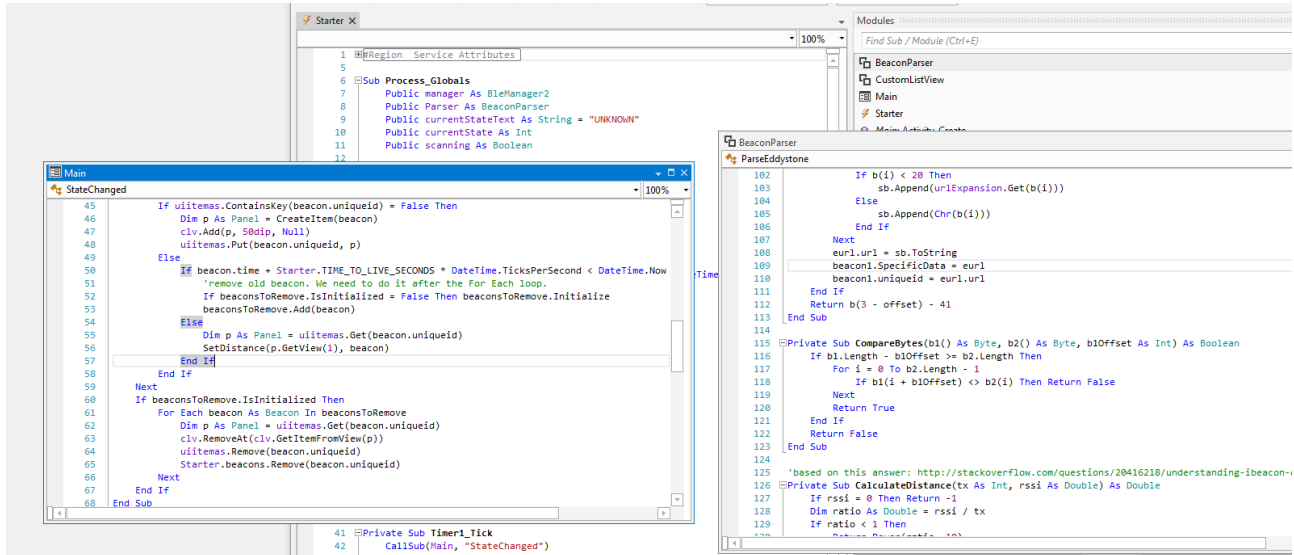 Starter
Modules
100%
Find Sub / Module (Ctrl+E)
1 #Region Service Attributes
5
6 Sub Process_Globals
7 Public manager As BleManager2
8 Public Parser As BeaconParser
9 Public currentStateText As String = "UNKNOWN"
10 Public currentState As Int
11 Public scanning As Boolean
12
BeaconParser
CustomListView
Main
Starter
Main.Activity_Create
Main
StateChanged
100%
45 If uiitemas.ContainsKey(beacon.uniqueid) = False Then
46 Dim p As Panel = CreateItem(beacon)
47 clv.Add(p, 50dip, Null)
48 uiitemas.Put(beacon.uniqueid, p)
49 Else
50 If beacon.time + Starter.TIME_TO_LIVE_SECONDS * DateTime.TicksPerSecond < DateTime.Now
51 'remove old beacon. We need to do it after the For Each loop.
52 If beaconsToRemove.IsInitialized = False Then beaconsToRemove.Initialize
53 beaconsToRemove.Add(beacon)
54 Else
55 Dim p As Panel = uiitemas.Get(beacon.uniqueid)
56 SetDistance(p.GetView(1), beacon)
57 End If
58 End If
59 Next
60 If beaconsToRemove.IsInitialized Then
61 For Each beacon As Beacon In beaconsToRemove
62 Dim p As Panel = uiitemas.Get(beacon.uniqueid)
63 clv.RemoveAt(clv.GetItemFromView(p))
64 uiitemas.Remove(beacon.uniqueid)
65 Starter.beacons.Remove(beacon.uniqueid)
66 Next
67 End If
68 End Sub
eTime
41 Private Sub Timer1_Tick
42 CallSub(Main, "StateChanged")
BeaconParser
ParseEddystone
102 If b(i) < 20 Then
103 sb.Append(urlExpansion.Get(b(i)))
104 Else
105 sb.Append(Chr(b(i)))
106 End If
107 Next
108 eurl.url = sb.ToString
109 beacon1.SpecificData = eurl
110 beacon1.uniqueid = eurl.url
111 End If
112 Return b(3 - offset) - 41
113 End Sub
114
115 Private Sub CompareBytes(b1() As Byte, b2() As Byte, b1Offset As Int) As Boolean
116 If b1.Length - b1Offset >= b2.Length Then
117 For i = 0 To b2.Length - 1
118 If b1(i + b1Offset) <> b2(i) Then Return False
119 Next
120 Return True
121 End If
122 Return False
123 End Sub
124
125 'based on this answer: http://stackoverflow.com/questions/20416218/understanding-ibeacon-
126 Private Sub CalculateDistance(tx As Int, rssi As Double) As Double
127 If rssi = 0 Then Return -1
128 Dim ratio As Double = rssi / tx
129 If ratio < 1 Then